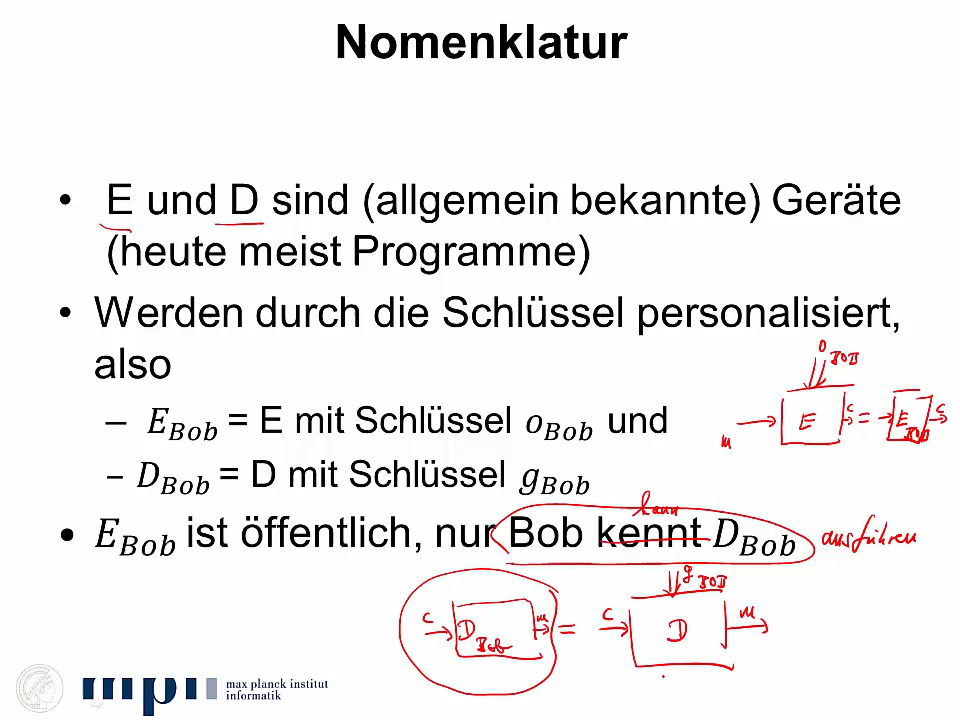 Nomenklatur
• E und D sind (allgemein bekannte) Geräte
(heute meist Programme)
• Werden durch die Schlüssel personalisiert,
also
O BOB
– E_Bob = E mit Schlüssel o_Bob und
m E c = E BOB c
– D_Bob = D mit Schlüssel g_Bob
kann
• E_Bob ist öffentlich, nur Bob kennt D_Bob ausführen
g BOB
c D Bob m = c D m
max planck institut
informatik